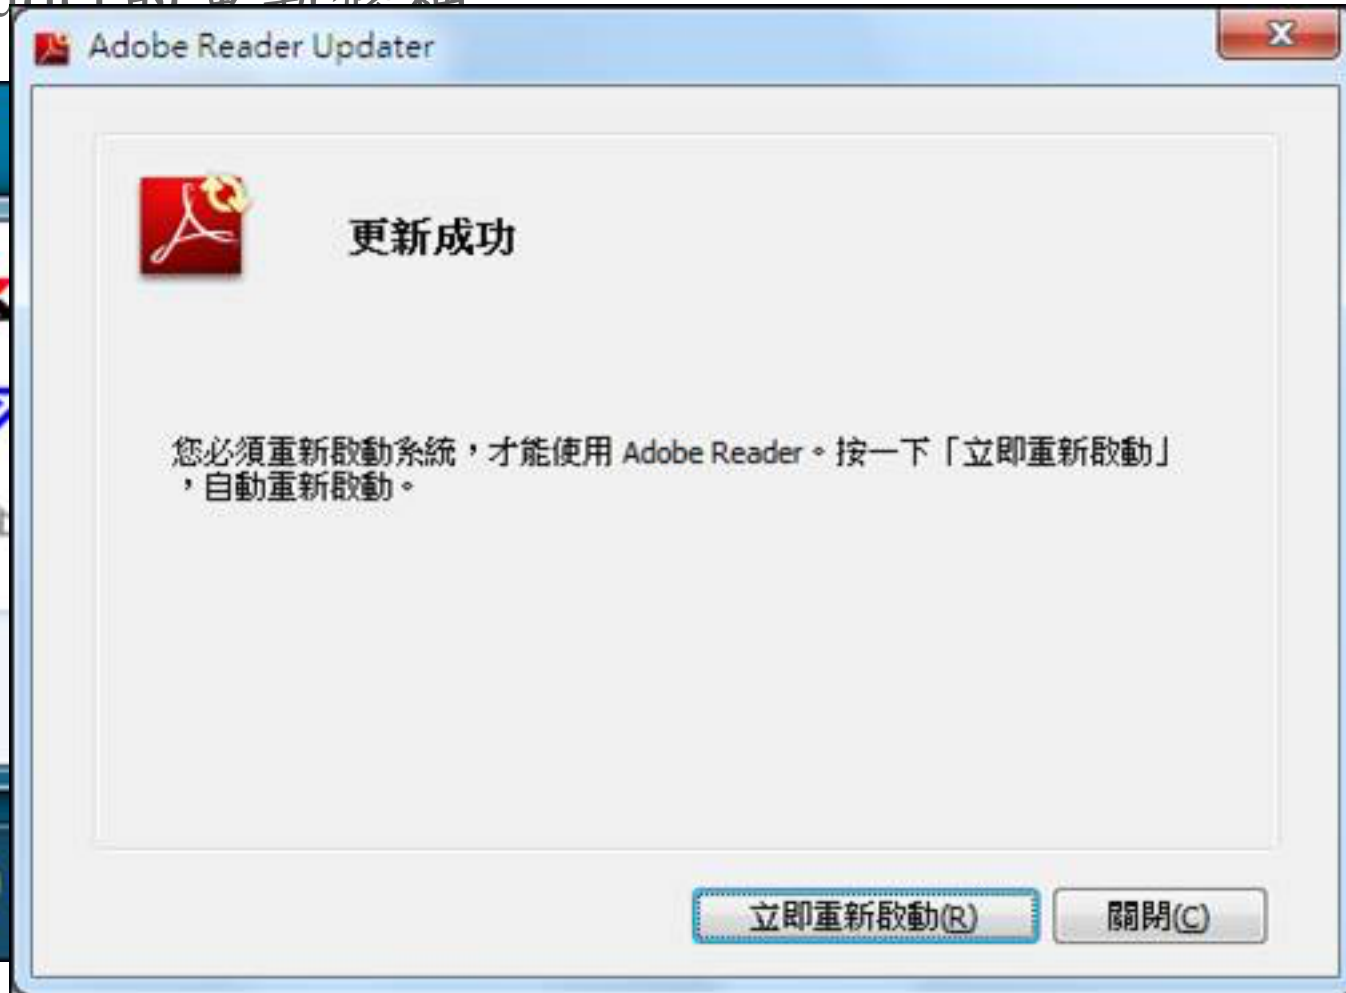 Adobe Reader Updater
更新成功
您必須重新啟動系統，才能使用 Adobe Reader。按一下「立即重新啟動」
，自動重新啟動。
立即重新啟動(R)
關閉(C)